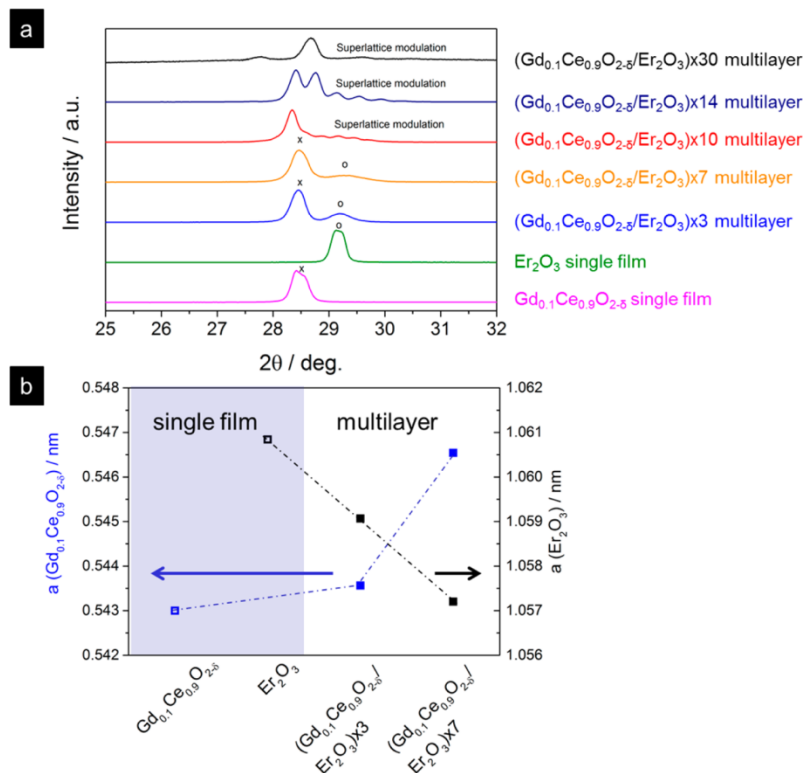 a
Superlattice modulation
(Gd0.1Ce0.9O2-δ/Er2O3)x30 multilayer
Superlattice modulation
(Gd0.1Ce0.9O2-δ/Er2O3)x14 multilayer
Superlattice modulation
(Gd0.1Ce0.9O2-δ/Er2O3)x10 multilayer
x
o
(Gd0.1Ce0.9O2-δ/Er2O3)x7 multilayer
x
o
(Gd0.1Ce0.9O2-δ/Er2O3)x3 multilayer
o
Er2O3 single film
x
Gd0.1Ce0.9O2-δ single film
Intensity / a.u.
25 26 27 28 29 30 31 32
2θ / deg.
b
single film
multilayer
0.548
0.547
0.546
0.545
0.544
0.543
0.542
a (Gd0.1Ce0.9O2-δ) / nm
1.062
1.061
1.060
1.059
1.058
1.057
1.056
a (Er2O3) / nm
Gd0.1Ce0.9O2-δ
Er2O3
(Gd0.1Ce0.9O2-δ/
Er2O3)x3
(Gd0.1Ce0.9O2-δ/
Er2O3)x7